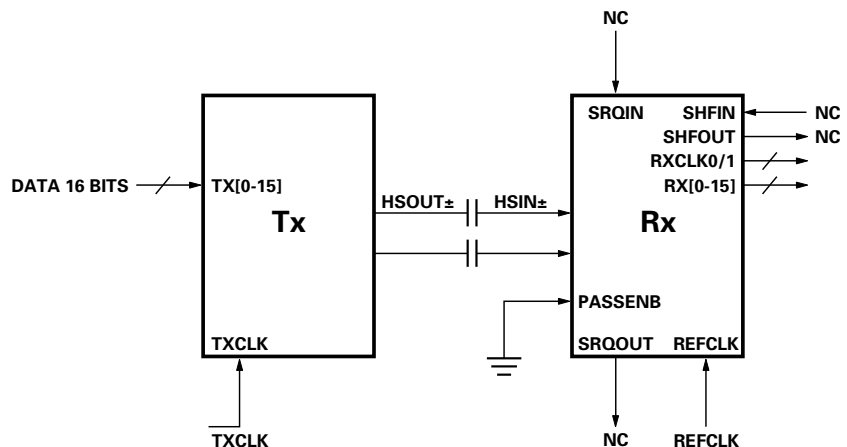 NC
SRQIN
SHFIN
NC
SHFOUT
NC
RXCLK0/1
DATA 16 BITS
TX[0-15]
RX[0-15]
HSOUT±
HSIN±
Tx
Rx
PASSENB
TXCLK
SRQOUT
REFCLK
TXCLK
NC
REFCLK